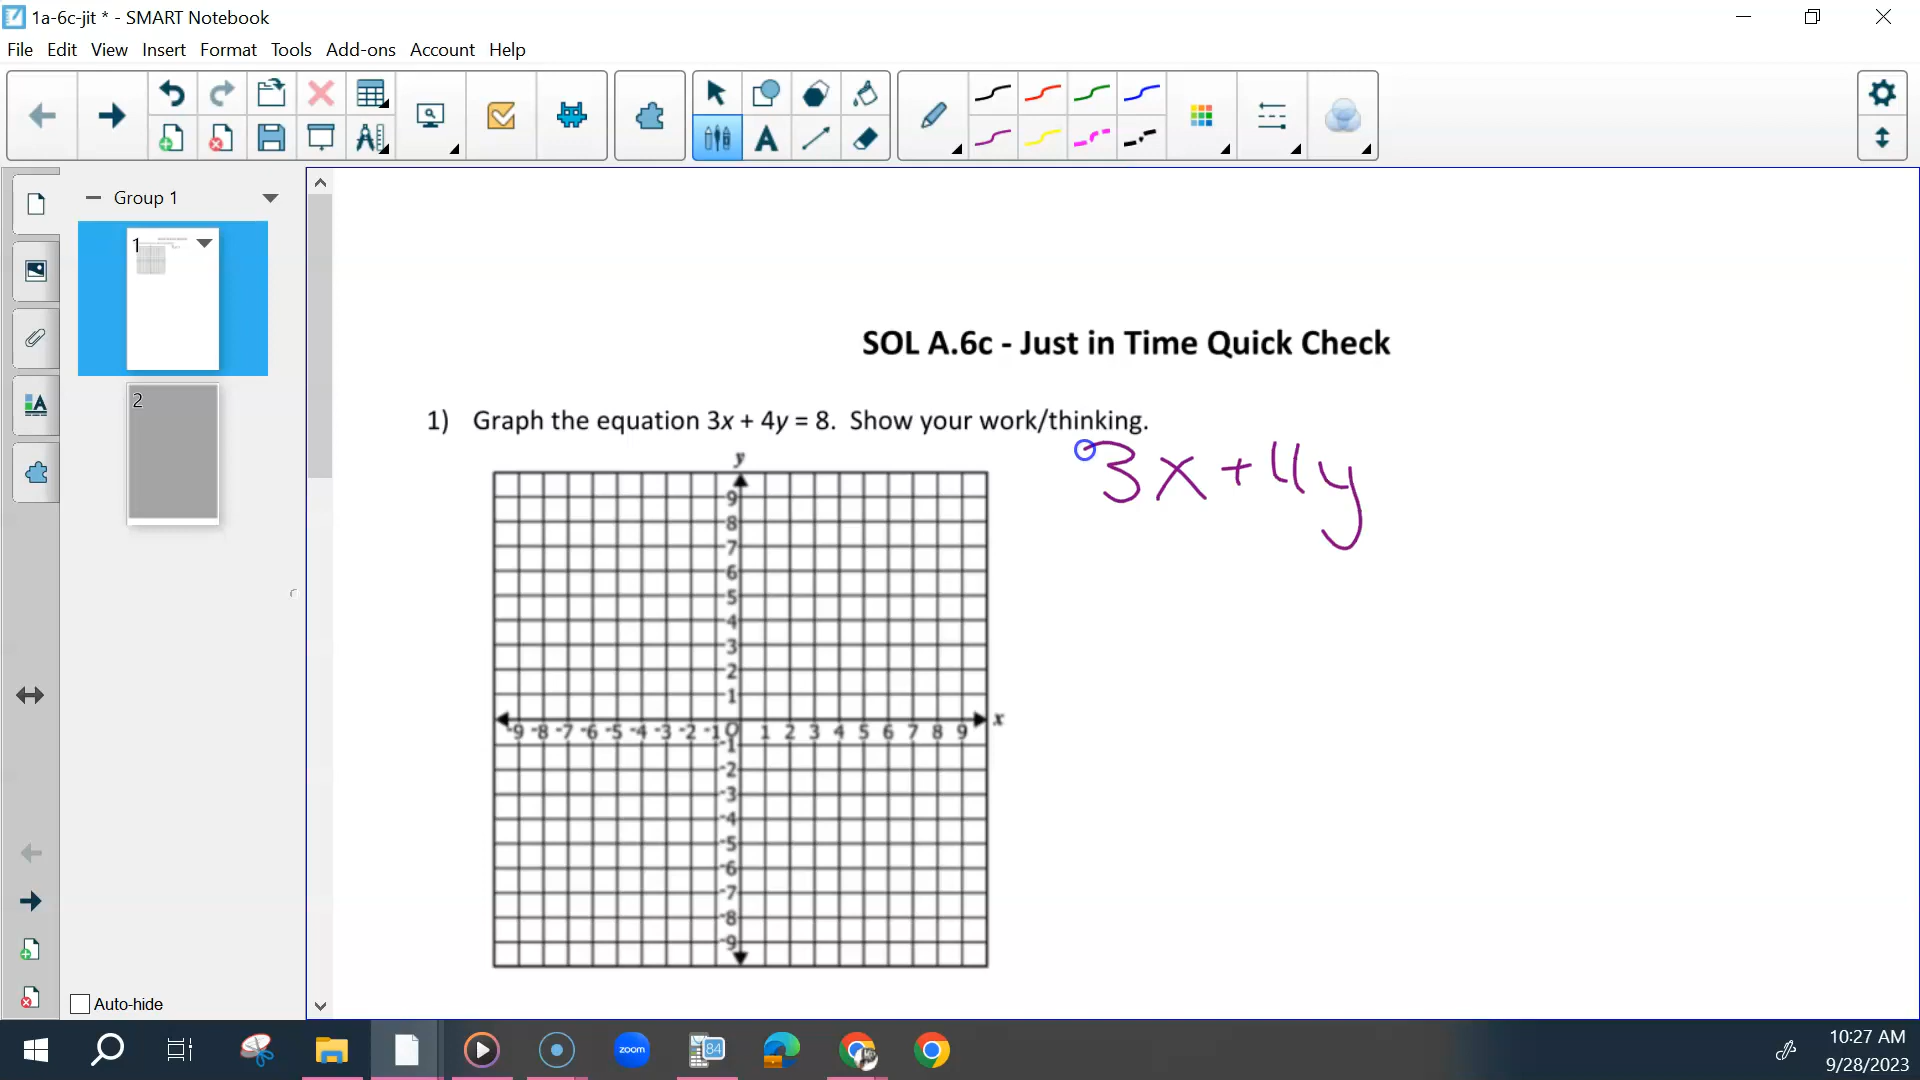 1a-6c-jit * - SMART Notebook
File Edit View Insert Format Tools Add-ons Account Help
Group 1
1
2
SOL A.6c - Just in Time Quick Check
1) Graph the equation 3x + 4y = 8. Show your work/thinking.
3x+4y
y
9
8
7
6
5
4
3
2
1
x
-9 -8 -7 -6 -5 -4 -3 -2 -1 O 1 2 3 4 5 6 7 8 9
-1
-2
-3
-4
-5
-6
-7
-8
-9
Auto-hide
zoom
84
10:27 AM
9/28/2023